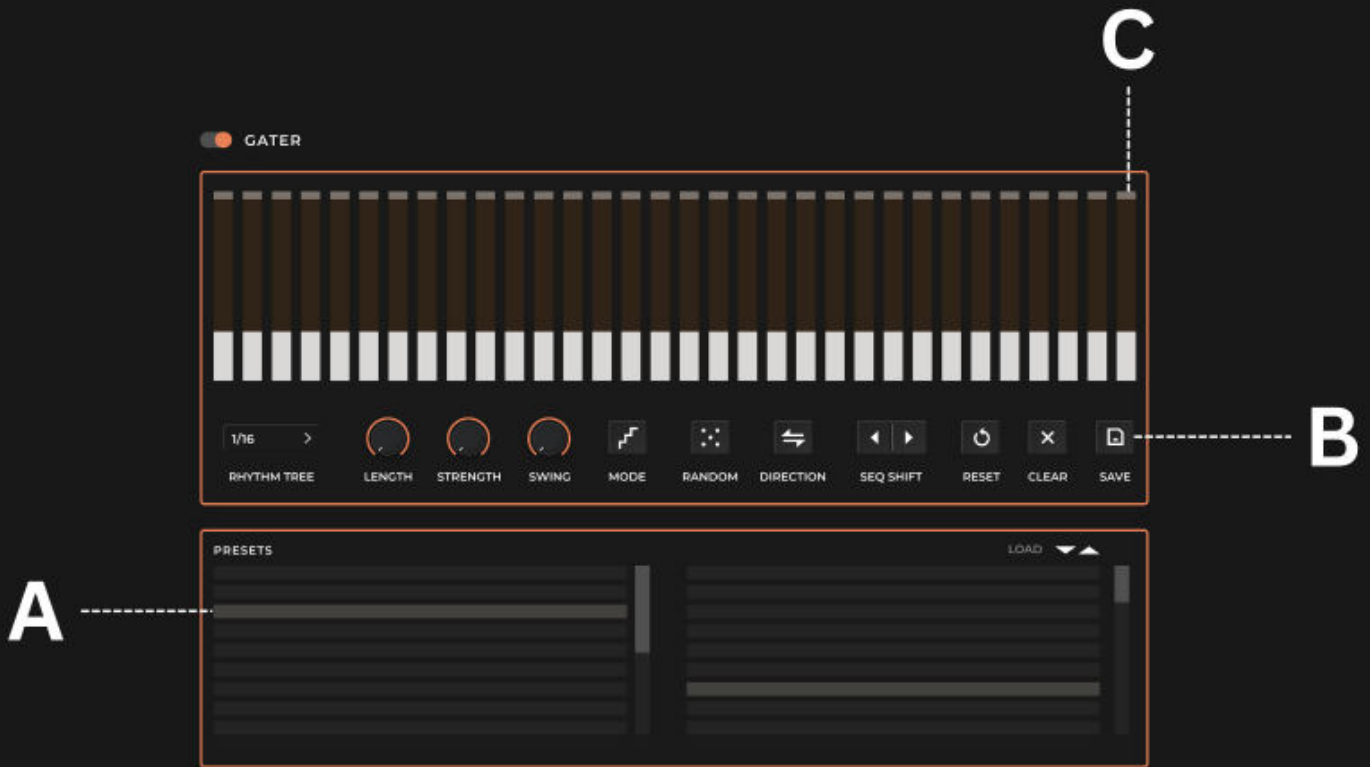 C
GATER
1/16
B
RHYTHM TREE LENGTH STRENGTH SWING MODE RANDOM DIRECTION SEQ SHIFT RESET CLEAR SAVE
PRESETS LOAD
A